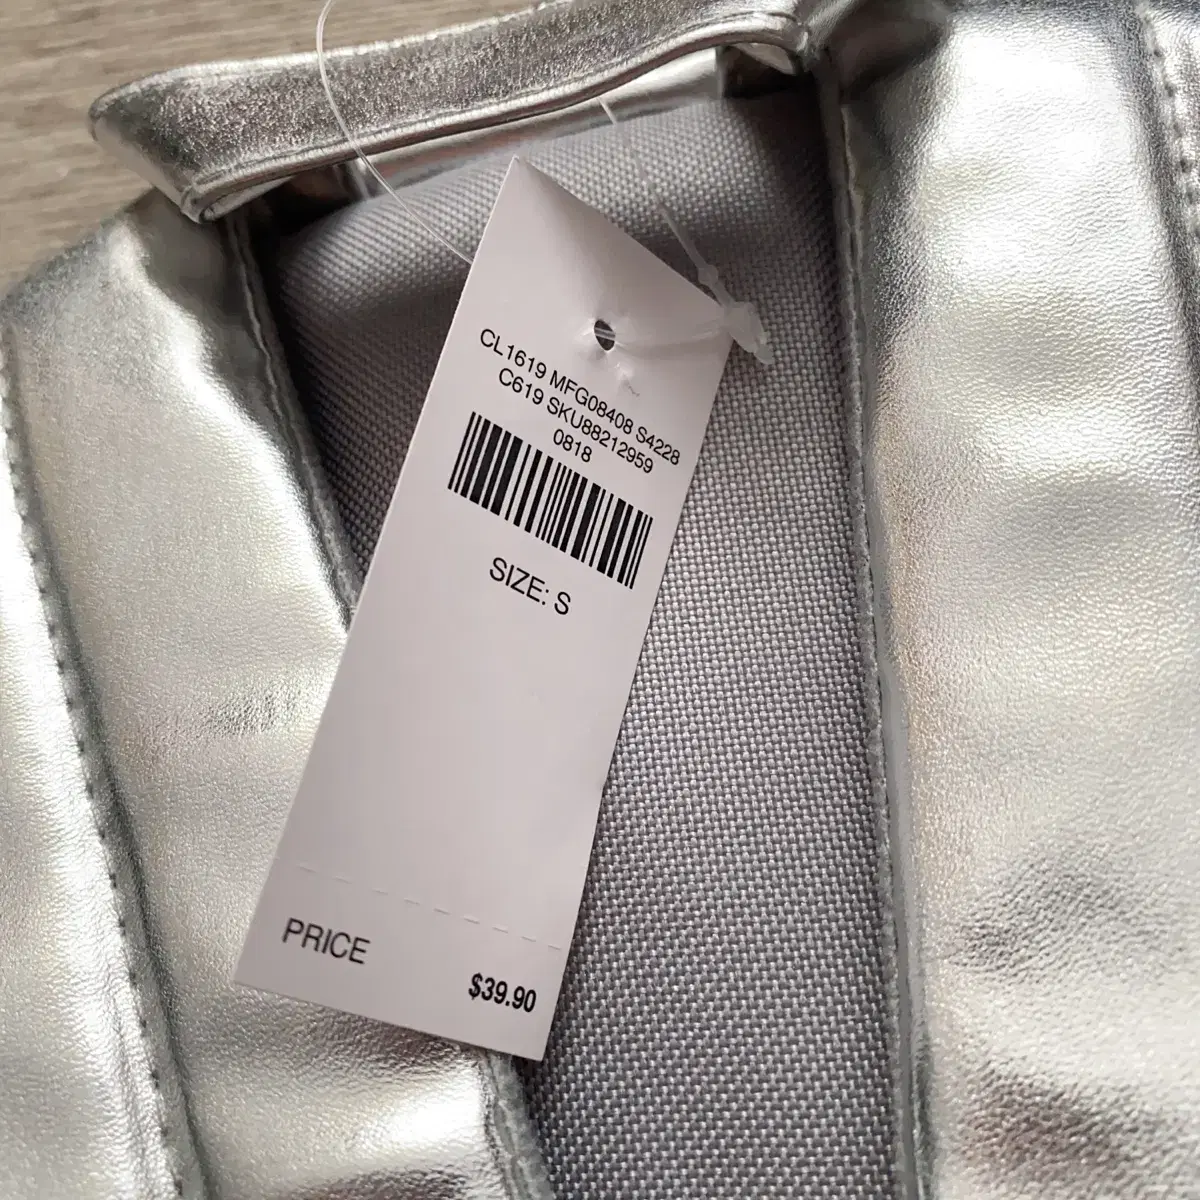 CL1619 MFG08408 S4228
C619 SKU88212959
0818
SIZE: S
PRICE
$39.90